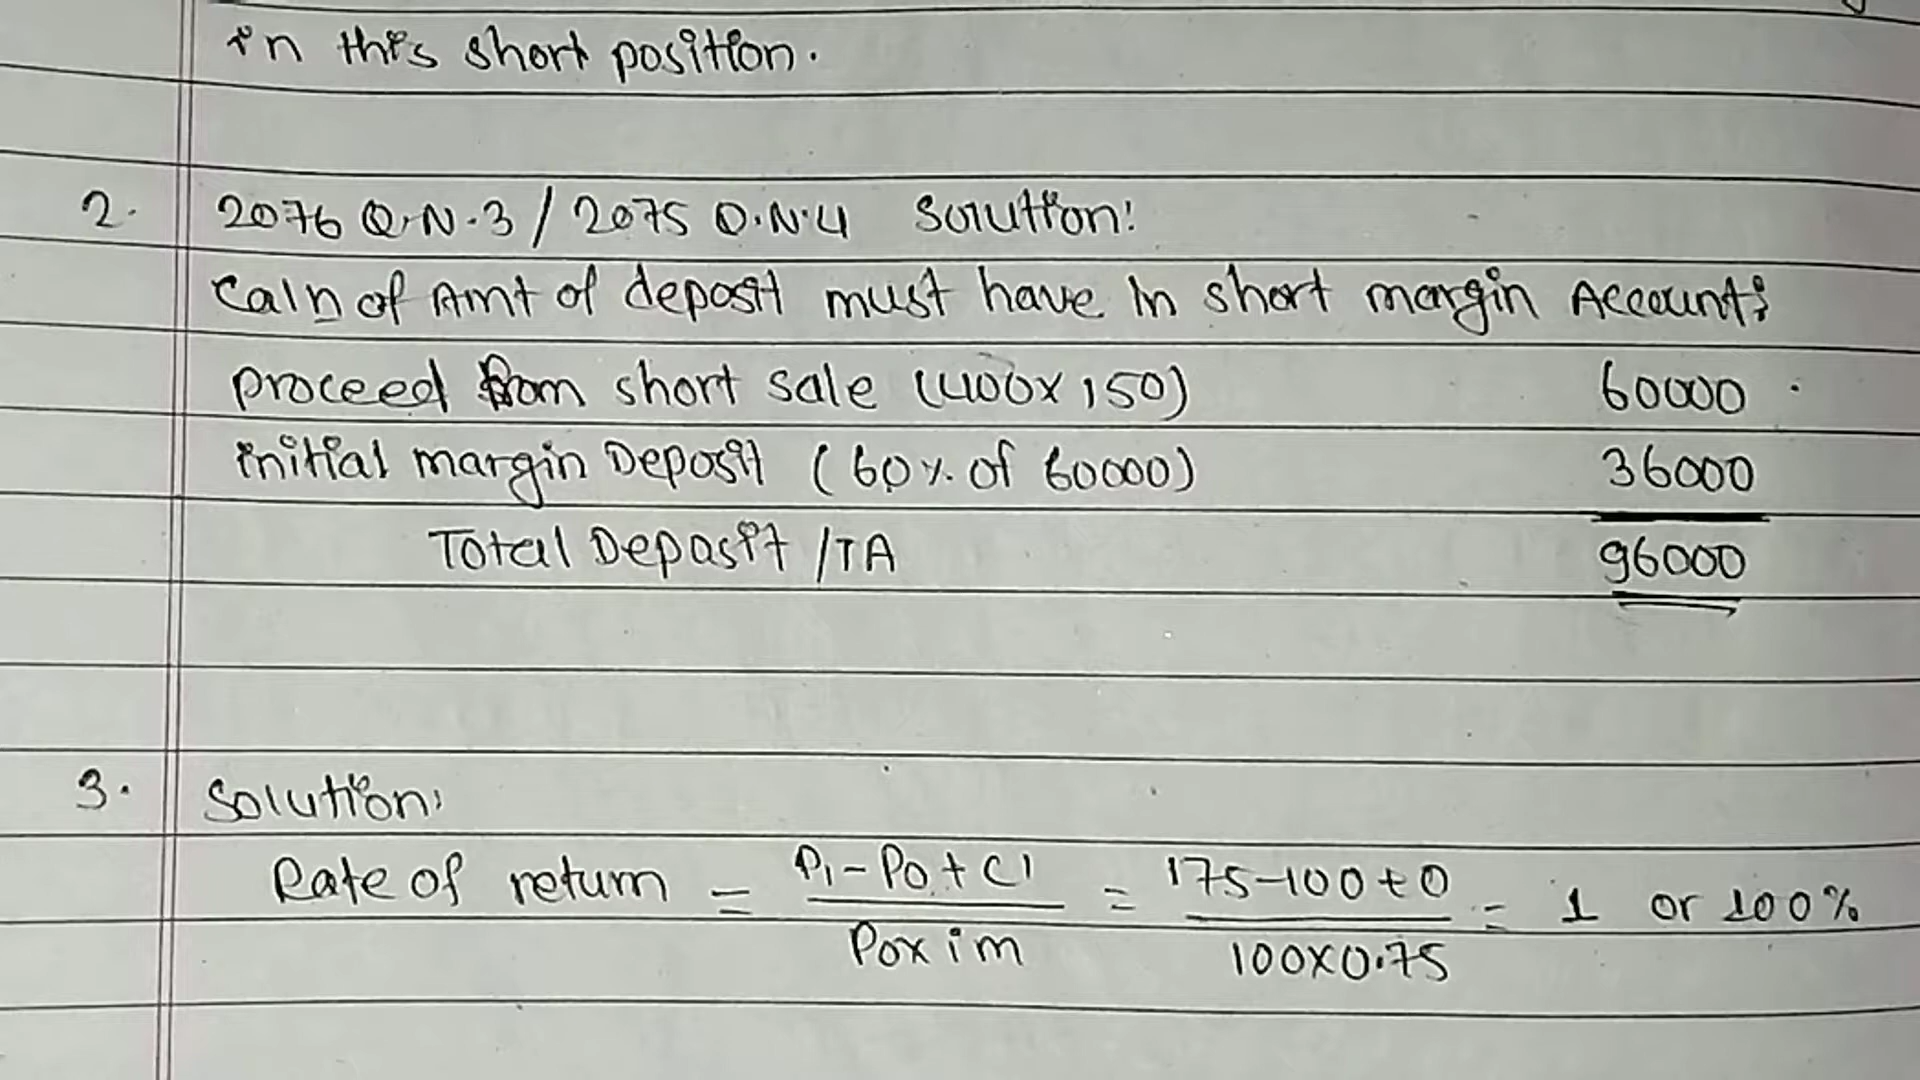 in this short position.
2. 2076 Q.N.3 / 2075 Q.N.4 Solution:
Caln of Amt of deposit must have in short margin Account:
proceed from short sale (400x150) 60000
initial margin Deposit (60% of 60000) 36000
Total Deposit /TA 96000
3. Solution:
Rate of return = P1-P0+C1 / P0xim = 175-100+0 / 100x0.75 = 1 or 100%